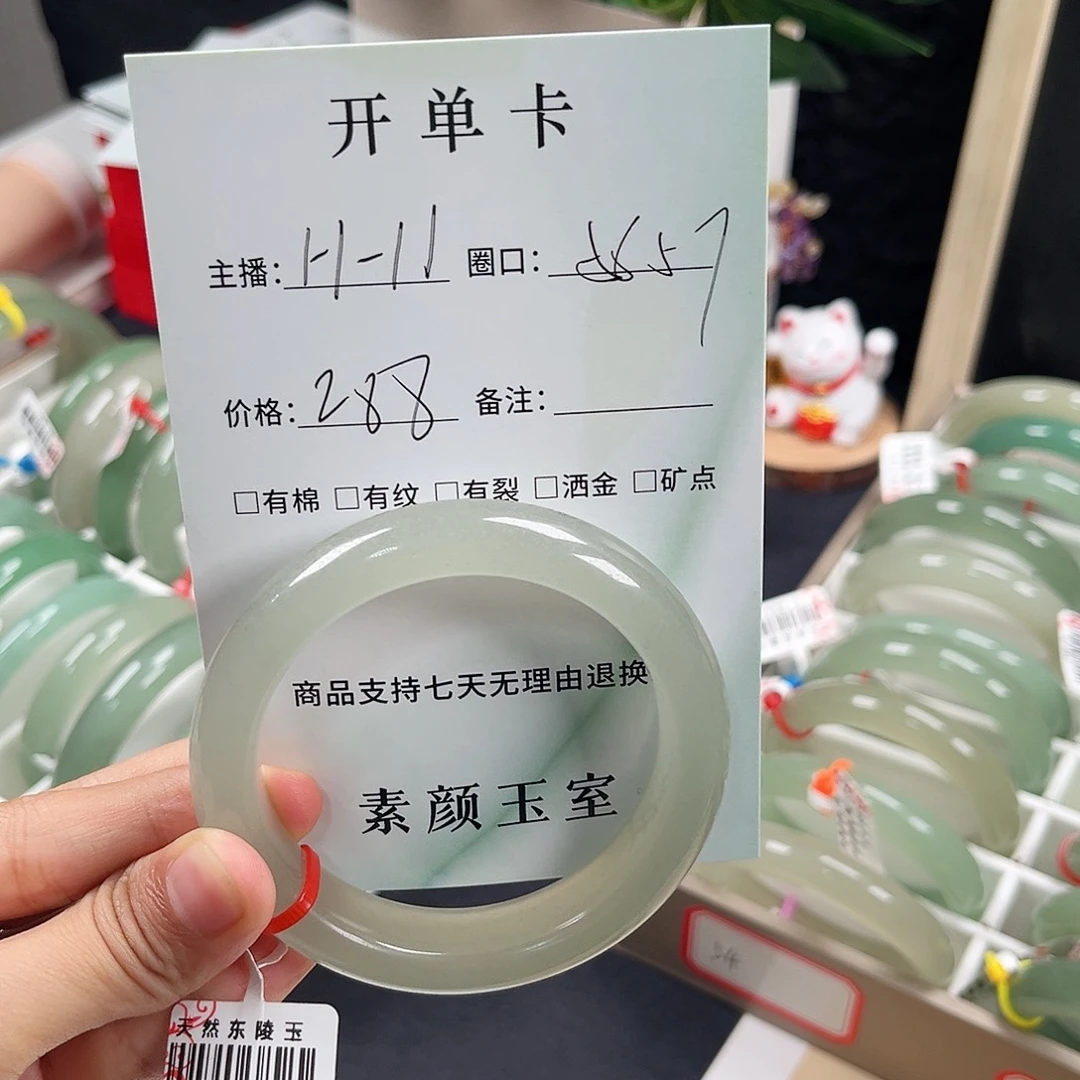 开单卡
主播: 11-11 圈口:
价格: 288 备注:
□有棉 □有纹 □有裂 □洒金 □矿点
商品支持七天无理由退换
素颜玉室
天然东陵玉